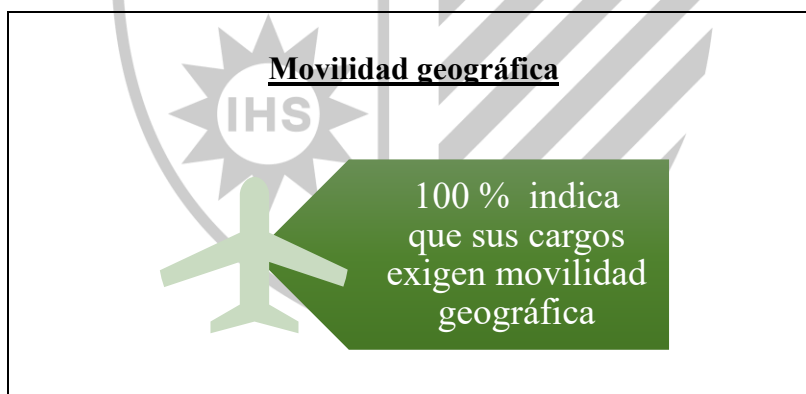 Movilidad geográfica
IHS
100 % indica
que sus cargos
exigen movilidad
geográfica